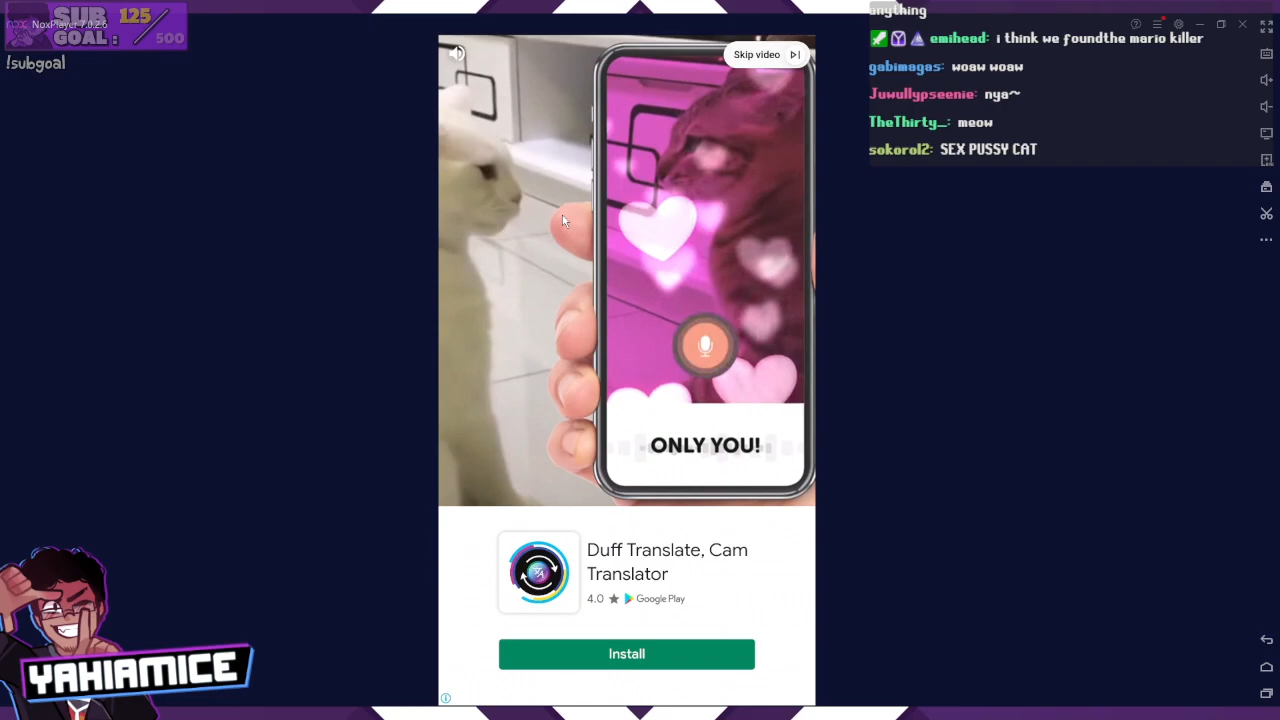 SUB 125
GOAL : 500
NoxPlayer 7.0.2.6
!subgoal
Skip video
ONLY YOU!
Duff Translate, Cam
Translator
4.0 ★ Google Play
Install
YAHIAMICE
anything
emihead: i think we foundthe mario killer
gabimagas: woaw woaw
Juwullypseenie: nya~
TheThirty_: meow
sokorol2: SEX PUSSY CAT